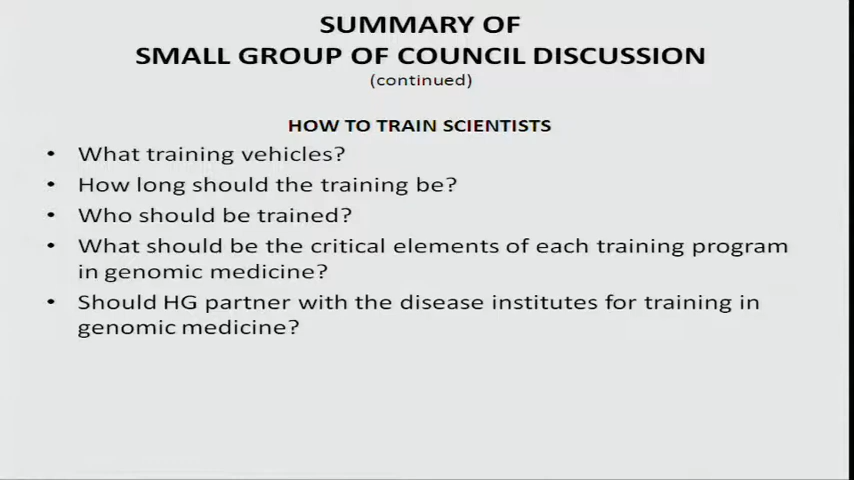 SUMMARY OF
SMALL GROUP OF COUNCIL DISCUSSION
(continued)
HOW TO TRAIN SCIENTISTS
• What training vehicles?
• How long should the training be?
• Who should be trained?
• What should be the critical elements of each training program
in genomic medicine?
• Should HG partner with the disease institutes for training in
genomic medicine?